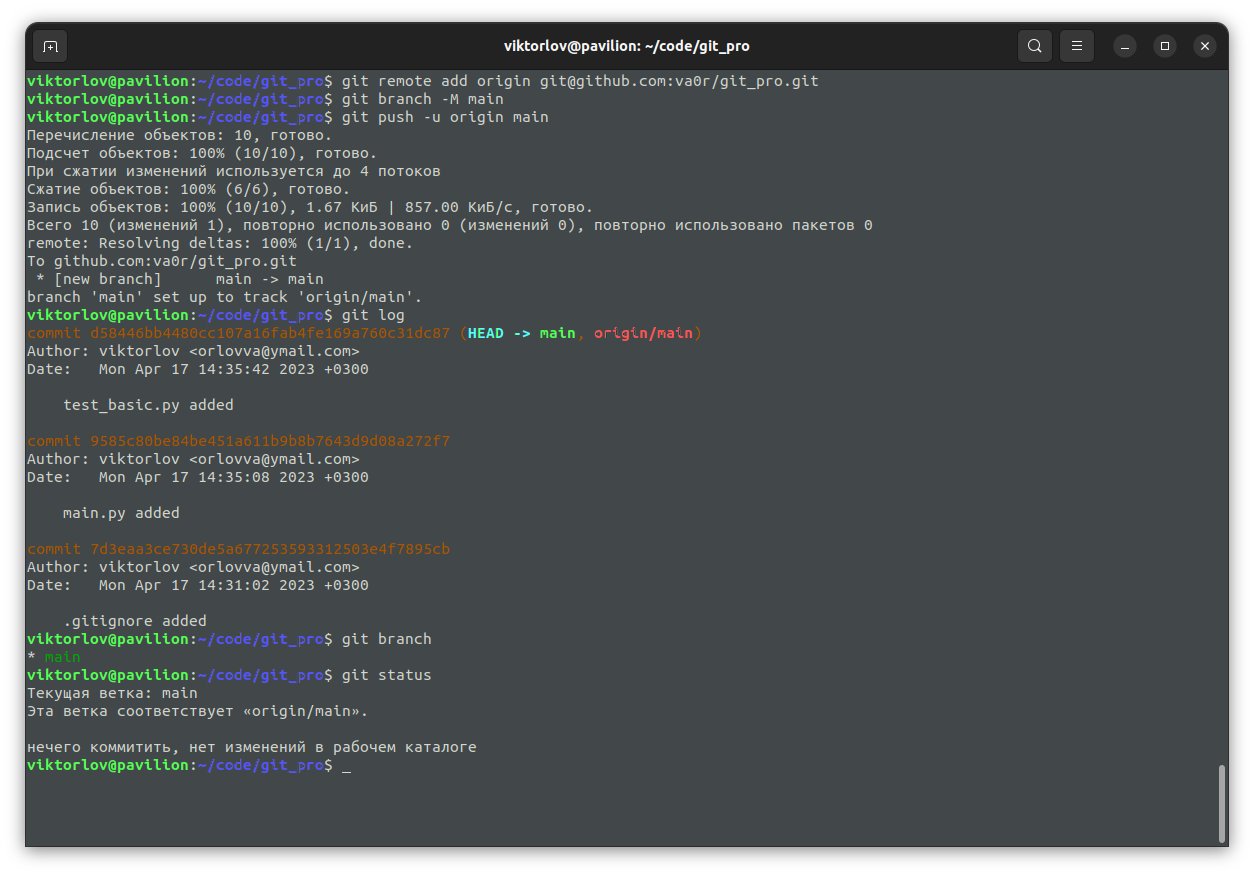 viktorlov@pavilion: ~/code/git_pro
viktorlov@pavilion:~/code/git_pro$ git remote add origin git@github.com:va0r/git_pro.git
viktorlov@pavilion:~/code/git_pro$ git branch -M main
viktorlov@pavilion:~/code/git_pro$ git push -u origin main
Перечисление объектов: 10, готово.
Подсчет объектов: 100% (10/10), готово.
При сжатии изменений используется до 4 потоков
Сжатие объектов: 100% (6/6), готово.
Запись объектов: 100% (10/10), 1.67 КиБ | 857.00 КиБ/с, готово.
Всего 10 (изменений 1), повторно использовано 0 (изменений 0), повторно использовано пакетов 0
remote: Resolving deltas: 100% (1/1), done.
To github.com:va0r/git_pro.git
 * [new branch]      main -> main
branch 'main' set up to track 'origin/main'.
viktorlov@pavilion:~/code/git_pro$ git log
commit d58446bb4480cc107a16fab4fe169a760c31dc87 (HEAD -> main, origin/main)
Author: viktorlov <orlovva@ymail.com>
Date:   Mon Apr 17 14:35:42 2023 +0300
    test_basic.py added
commit 9585c80be84be451a611b9b8b7643d9d08a272f7
Author: viktorlov <orlovva@ymail.com>
Date:   Mon Apr 17 14:35:08 2023 +0300
    main.py added
commit 7d3eaa3ce730de5a677253593312503e4f7895cb
Author: viktorlov <orlovva@ymail.com>
Date:   Mon Apr 17 14:31:02 2023 +0300
    .gitignore added
viktorlov@pavilion:~/code/git_pro$ git branch
* main
viktorlov@pavilion:~/code/git_pro$ git status
Текущая ветка: main
Эта ветка соответствует «origin/main».
нечего коммитить, нет изменений в рабочем каталоге
viktorlov@pavilion:~/code/git_pro$ _